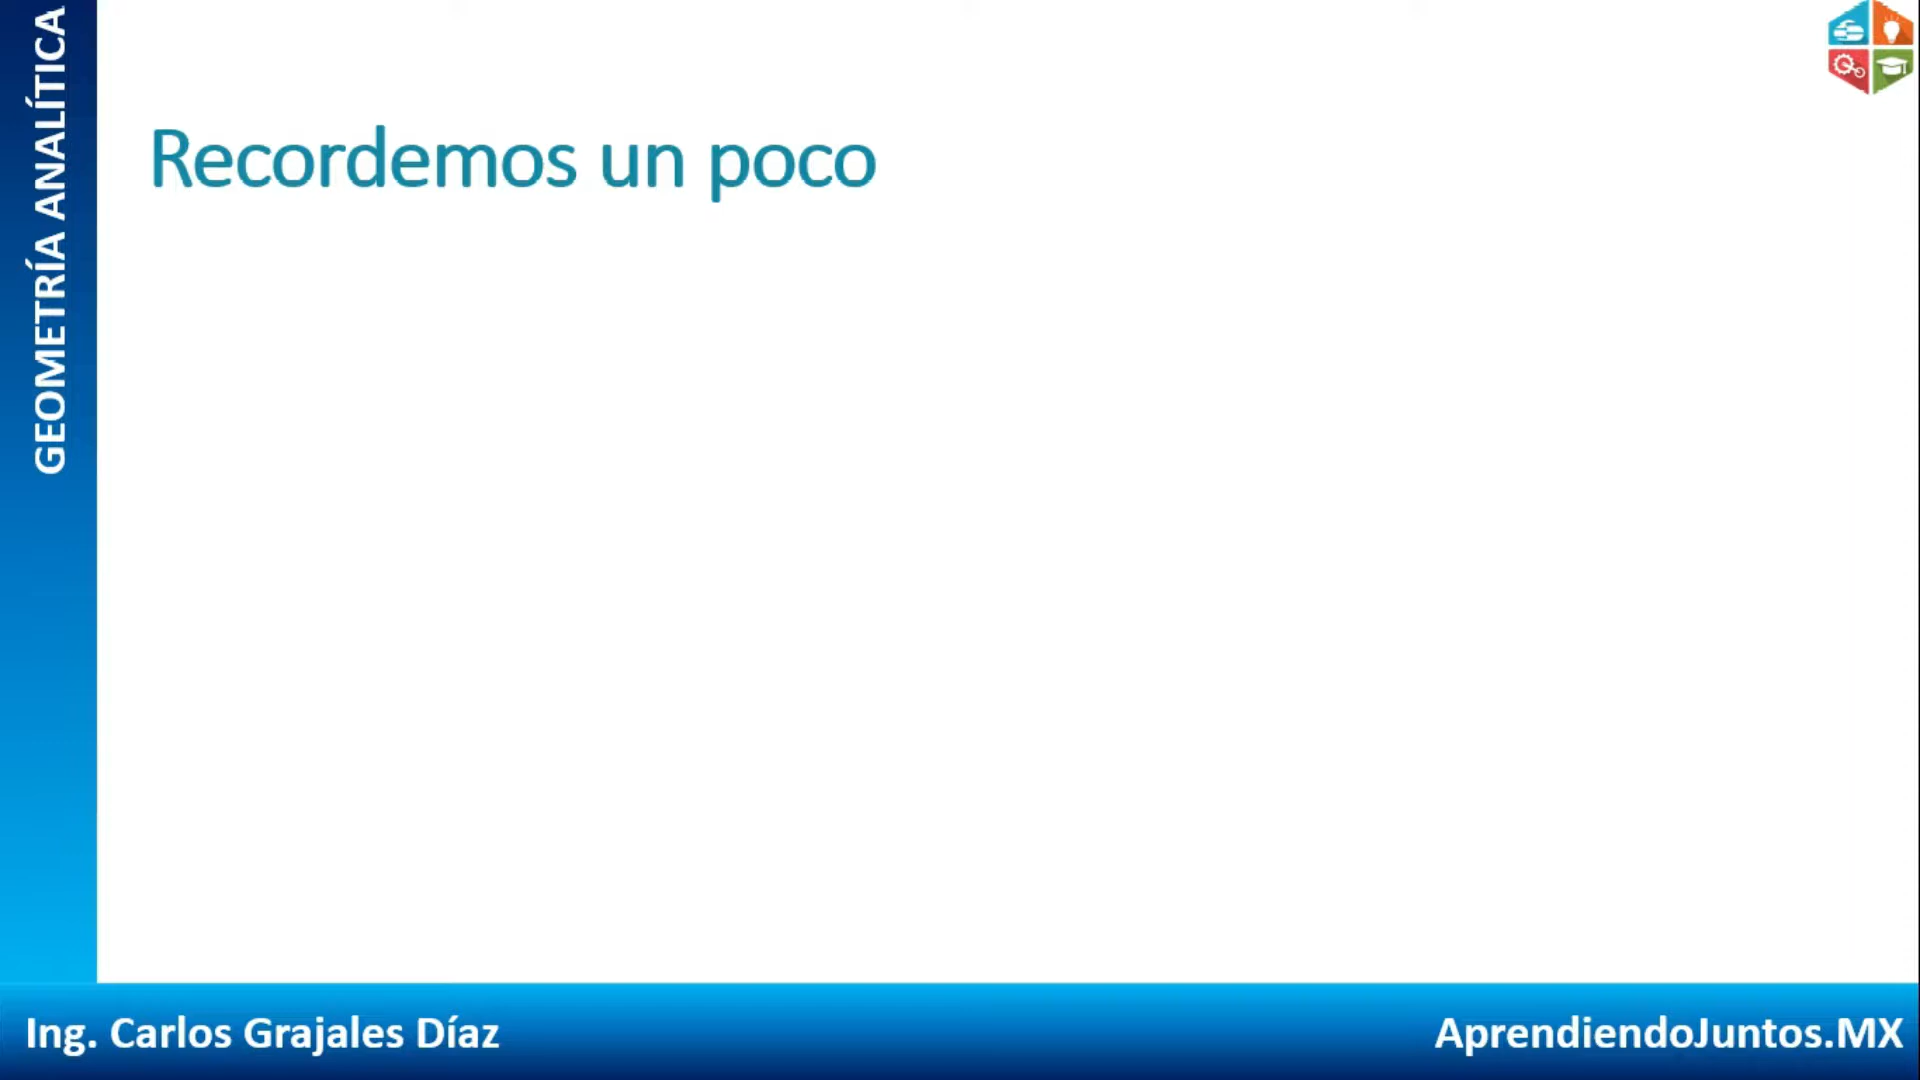 GEOMETRÍA ANALÍTICA
Recordemos un poco
Ing. Carlos Grajales Díaz
AprendiendoJuntos.MX